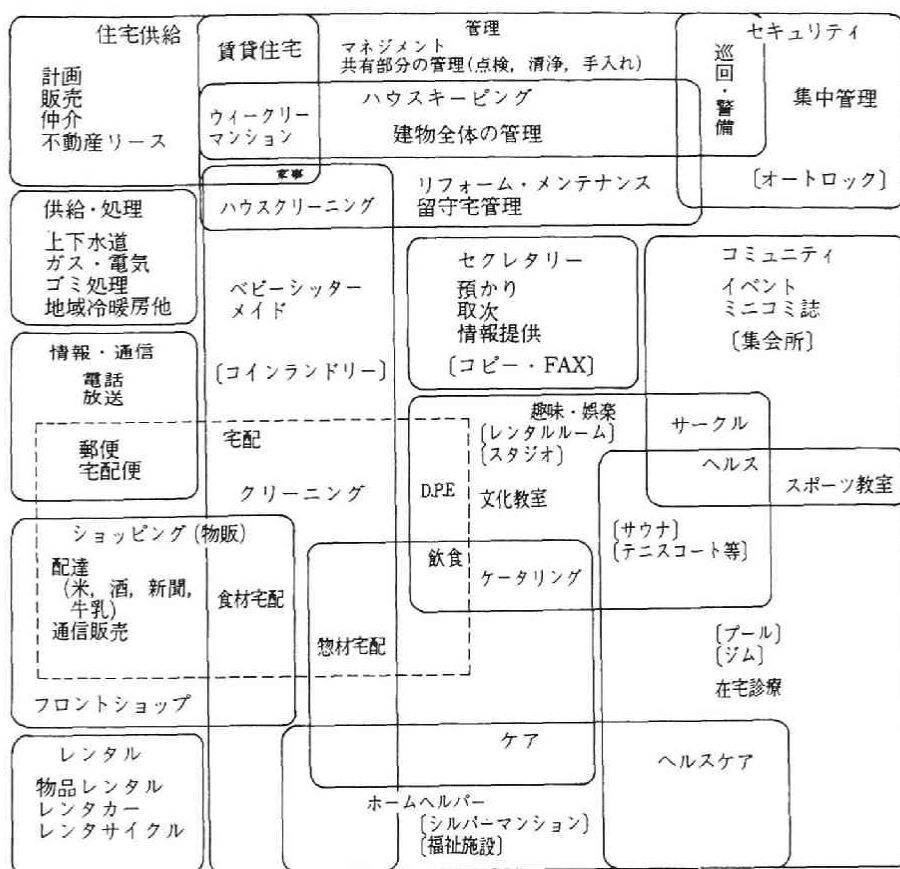 住宅供給
計画
販売
仲介
不動産リース
賃貸住宅
ウィークリー
マンション
管理
マネジメント
共有部分の管理(点検, 清浄, 手入れ)
ハウスキーピング
建物全体の管理
セキュリティ
巡回・警備
集中管理
〔オートロック〕
家事
ハウスクリーニング
リフォーム・メンテナンス
留守宅管理
供給・処理
上下水道
ガス・電気
ゴミ処理
地域冷暖房他
ベビーシッター
メイド
〔コインランドリー〕
セクレタリー
預かり
取次
情報提供
〔コピー・FAX〕
コミュニティ
イベント
ミニコミ誌
〔集会所〕
情報・通信
電話
放送
郵便
宅配便
宅配
クリーニング
趣味・娯楽
〔レンタルルーム〕
〔スタジオ〕
D.P.E
文化教室
サークル
ヘルス
スポーツ教室
〔サウナ〕
〔テニスコート等〕
ショッピング(物販)
配達
(米, 酒, 新聞,
牛乳)
通信販売
食材宅配
飲食
ケータリング
惣材宅配
フロントショップ
〔プール〕
〔ジム〕
在宅診療
レンタル
物品レンタル
レンタカー
レンタサイクル
ケア
ホームヘルパー
〔シルバーマンション〕
〔福祉施設〕
ヘルスケア